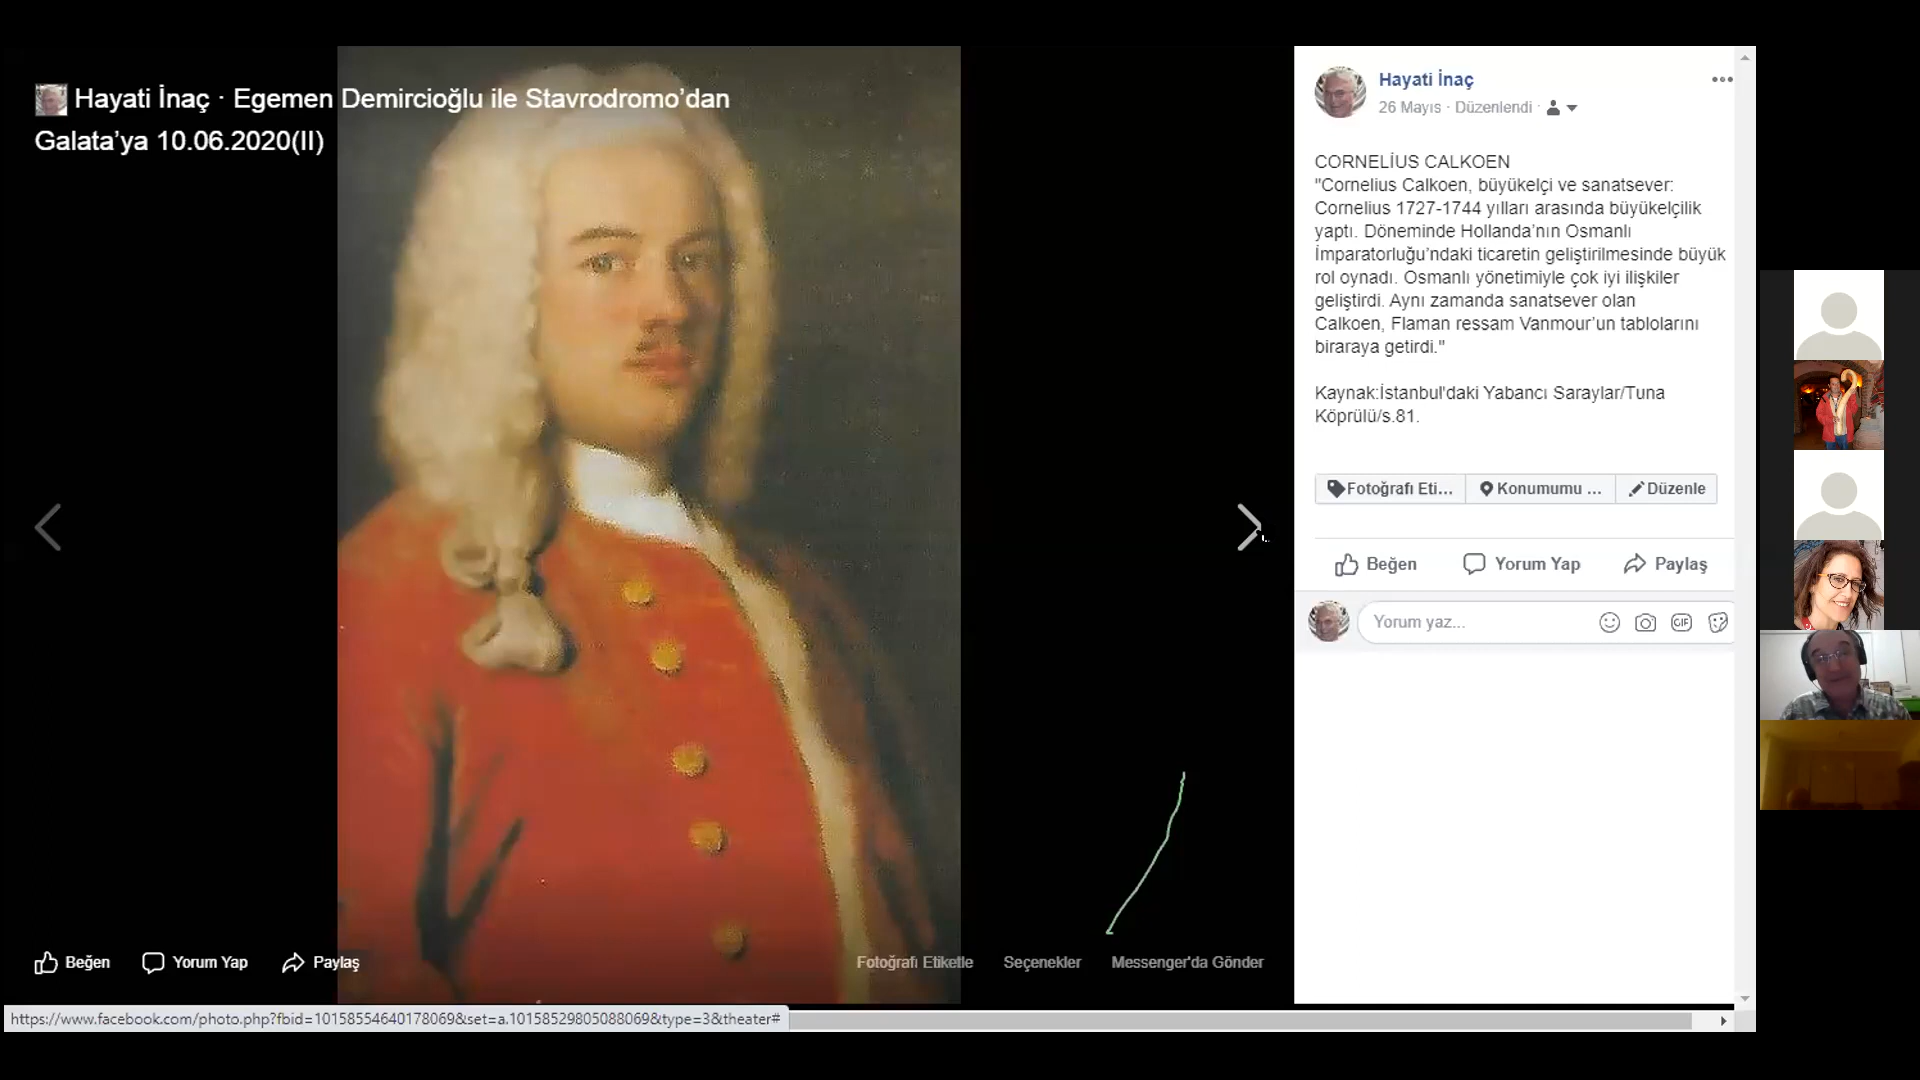 Hayati İnaç · Egemen Demircioğlu ile Stavrodromo’dan
Galata’ya 10.06.2020(II)
Hayati İnaç
26 Mayıs · Düzenlendi ·
CORNELİUS CALKOEN
"Cornelius Calkoen, büyükelçi ve sanatsever:
Cornelius 1727-1744 yılları arasında büyükelçilik
yaptı. Döneminde Hollanda’nın Osmanlı
İmparatorluğu’ndaki ticaretin geliştirilmesinde büyük
rol oynadı. Osmanlı yönetimiyle çok iyi ilişkiler
geliştirdi. Aynı zamanda sanatsever olan
Calkoen, Flaman ressam Vanmour’un tablolarını
biraraya getirdi."
Kaynak:İstanbul'daki Yabancı Saraylar/Tuna
Köprülü/s.81.
Fotoğrafı Eti... Konumumu ... Düzenle
Beğen Yorum Yap Paylaş
Yorum yaz...
GIF
Beğen Yorum Yap Paylaş
Fotoğrafı Etiketle Seçenekler Messenger'da Gönder
https://www.facebook.com/photo.php?fbid=10158554640178069&set=a.10158529805088069&type=3&theater#